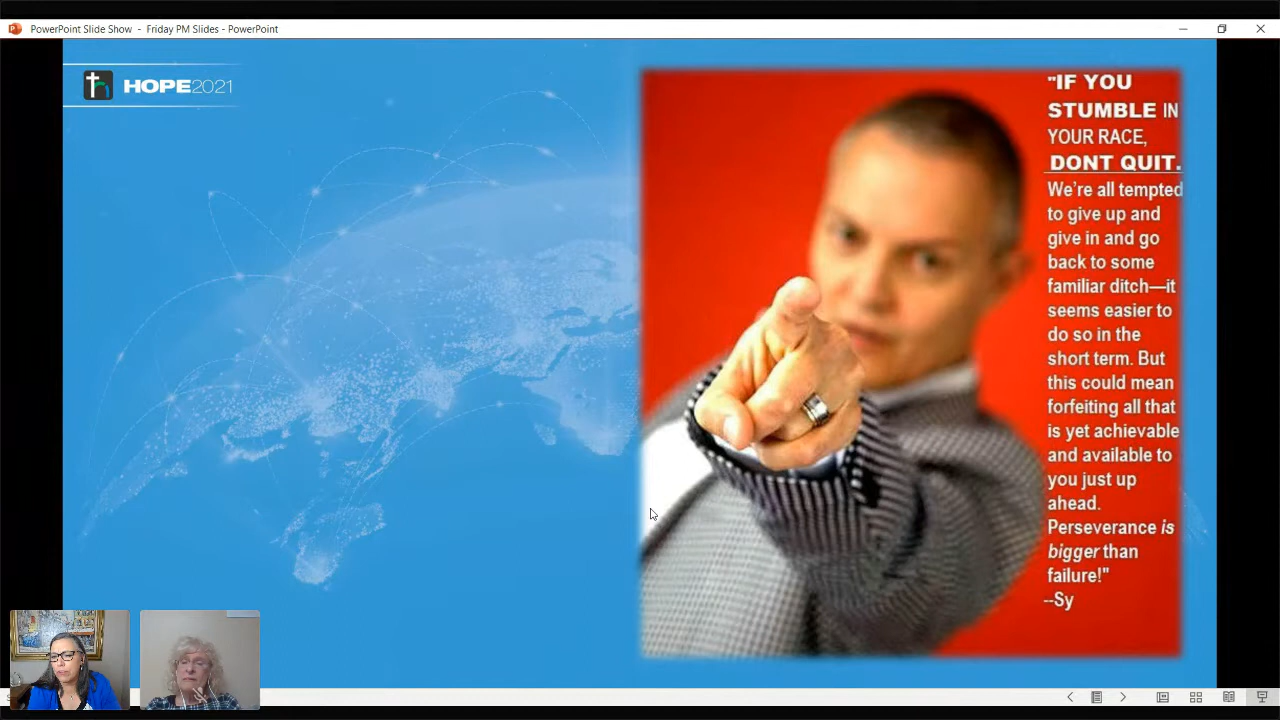 PowerPoint Slide Show - Friday PM Slides - PowerPoint
HOPE2021
"IF YOU
STUMBLE IN
YOUR RACE,
DONT QUIT.
We're all tempted
to give up and
give in and go
back to some
familiar ditch—it
seems easier to
do so in the
short term. But
this could mean
forfeiting all that
is yet achievable
and available to
you just up
ahead.
Perseverance is
bigger than
failure!"
--Sy